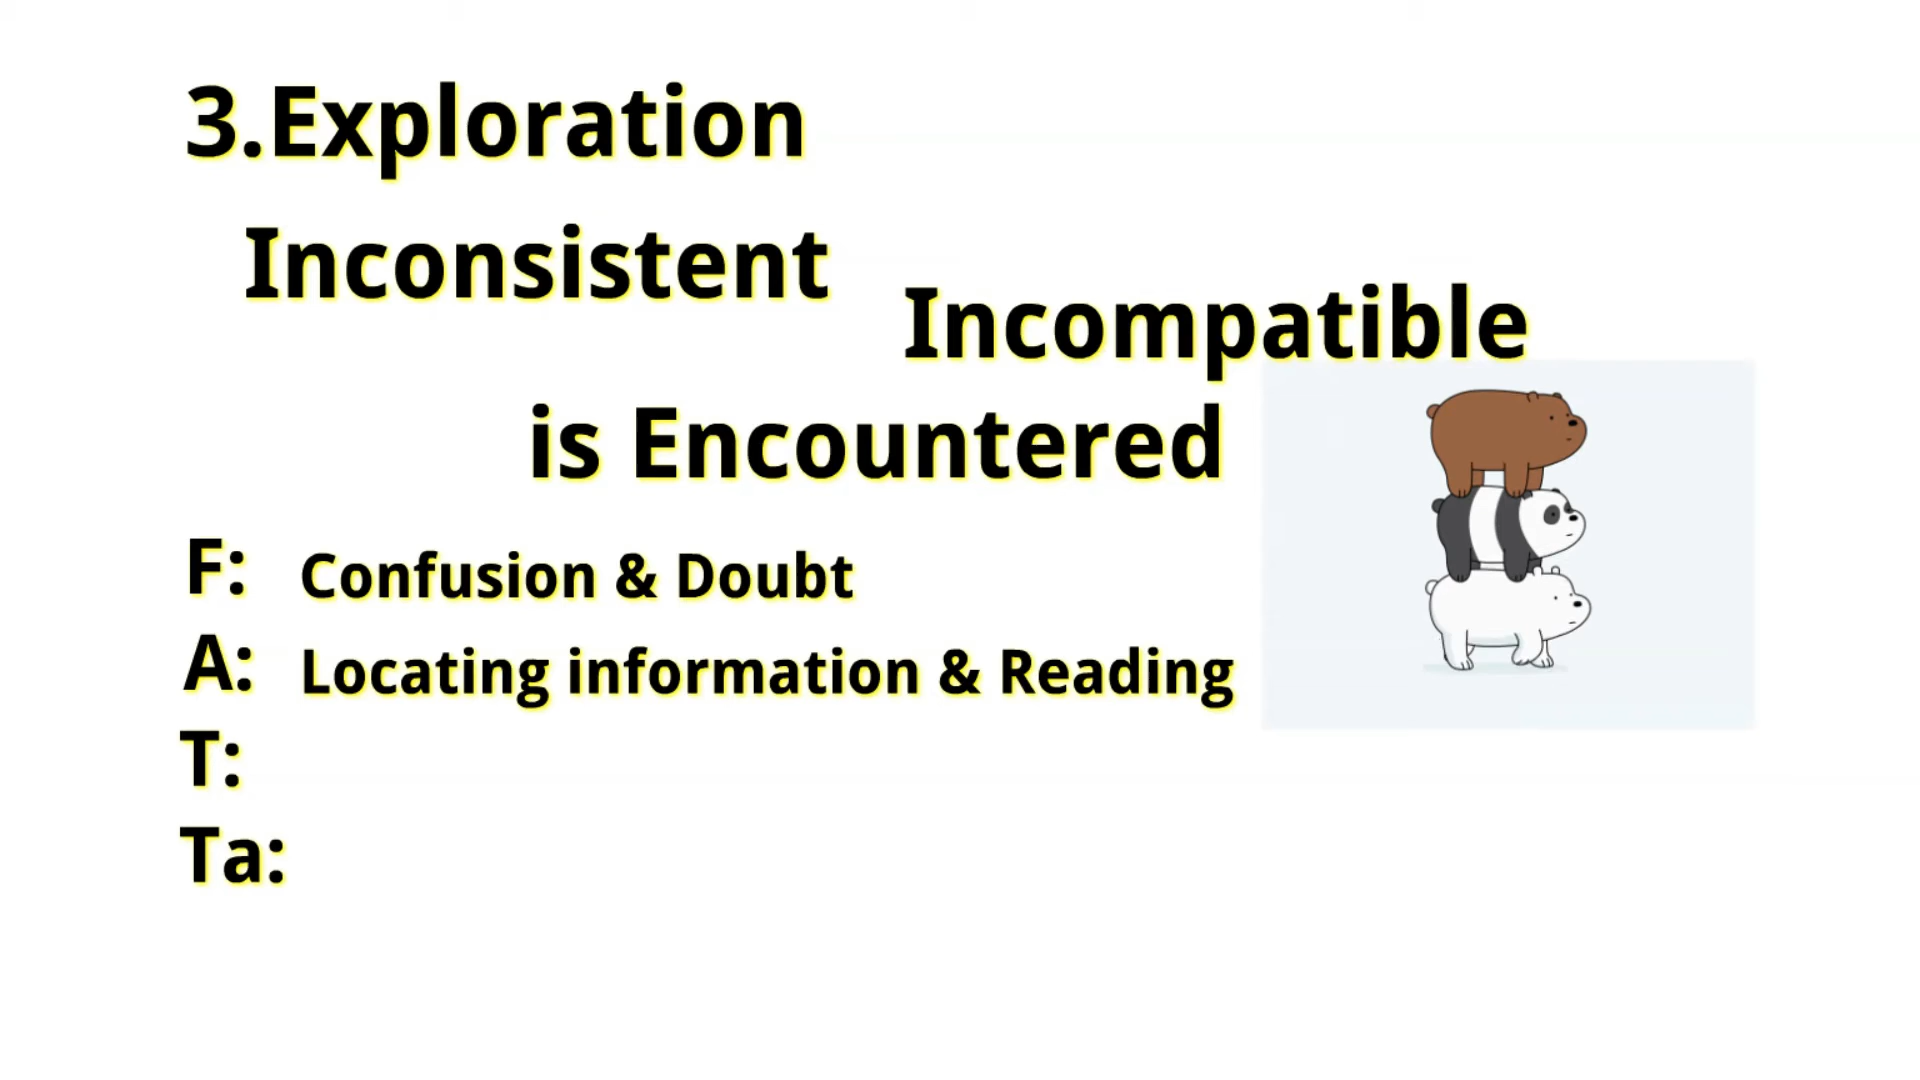 3.Exploration
Inconsistent
Incompatible
is Encountered
F: Confusion & Doubt
A: Locating information & Reading
T:
Ta: